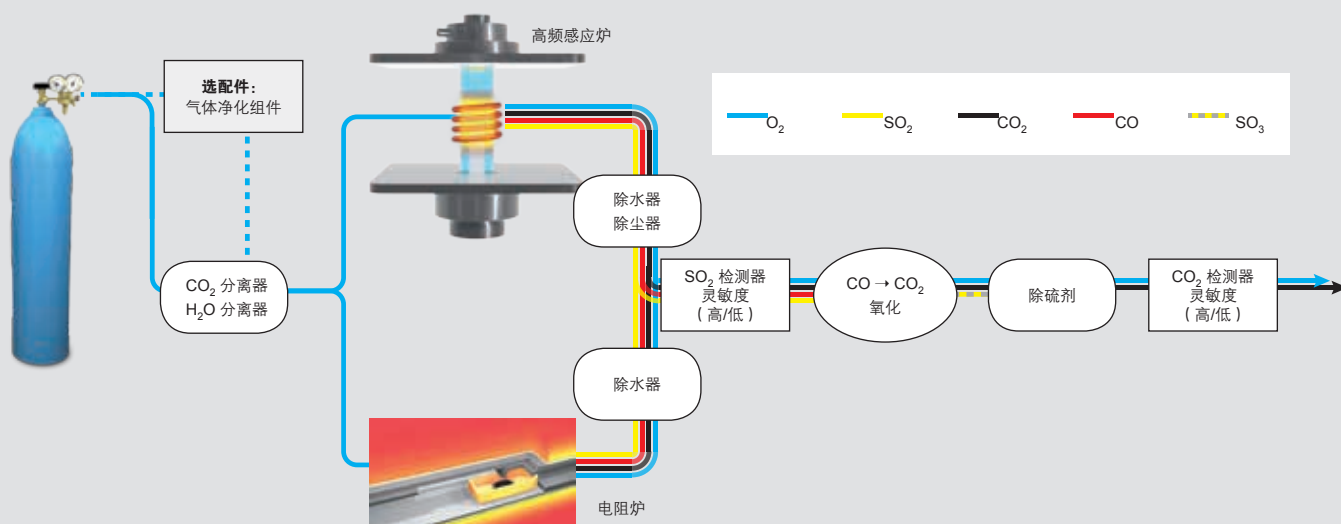 高频感应炉
选配件：
气体净化组件
O₂
SO₂
CO₂
CO
SO₃
除水器
除尘器
CO₂ 分离器
H₂O 分离器
SO₂ 检测器
灵敏度
（高/低）
CO → CO₂
氧化
除硫剂
CO₂ 检测器
灵敏度
（高/低）
除水器
电阻炉